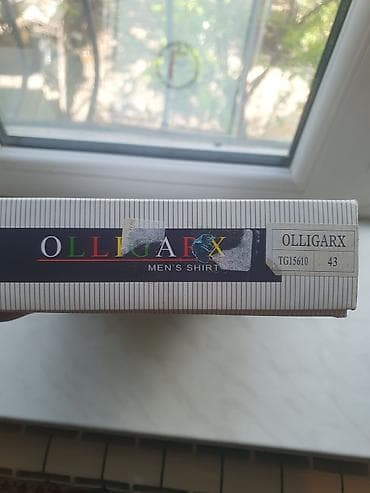 OLLIGARX
MEN'S SHIRT
OLLIGARX
TG15610 43